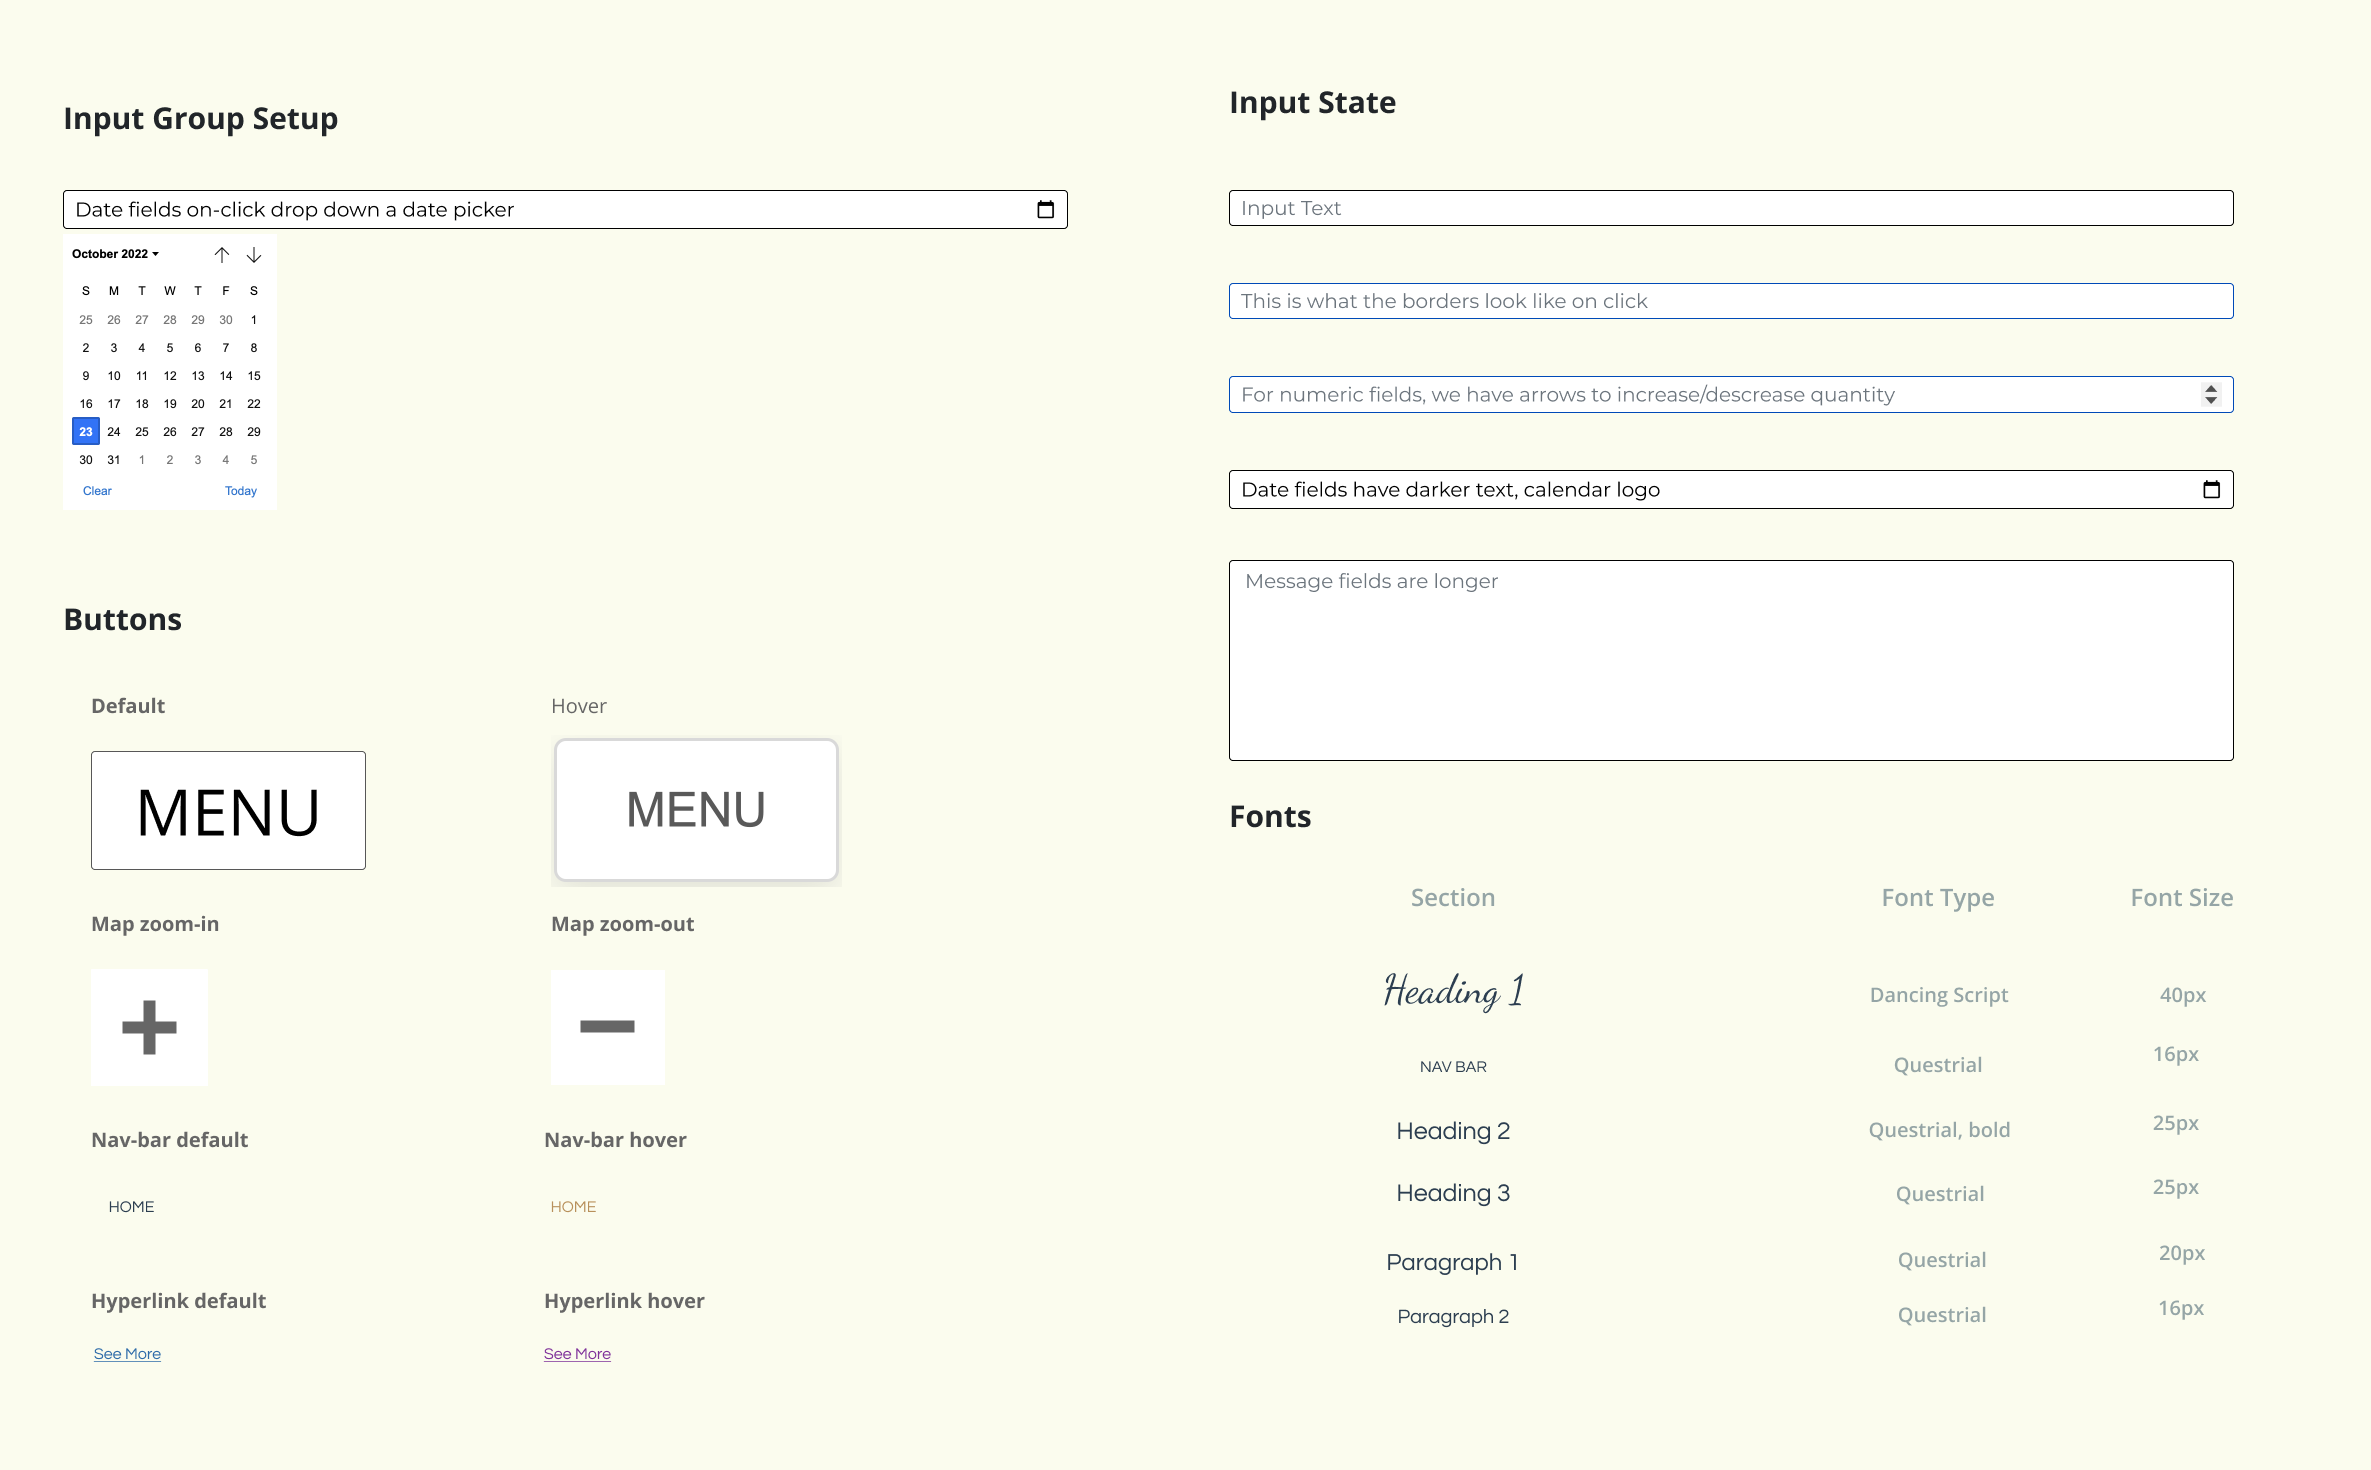 Input Group Setup
Date fields on-click drop down a date picker
October 2022
S M T W T F S
25 26 27 28 29 30 1
2 3 4 5 6 7 8
9 10 11 12 13 14 15
16 17 18 19 20 21 22
23 24 25 26 27 28 29
30 31 1 2 3 4 5
Clear Today
Buttons
Default Hover
MENU MENU
Map zoom-in Map zoom-out
Nav-bar default Nav-bar hover
HOME HOME
Hyperlink default Hyperlink hover
See More See More
Input State
Input Text
This is what the borders look like on click
For numeric fields, we have arrows to increase/descrease quantity
Date fields have darker text, calendar logo
Message fields are longer
Fonts
Section Font Type Font Size
Heading 1 Dancing Script 40px
NAV BAR Questrial 16px
Heading 2 Questrial, bold 25px
Heading 3 Questrial 25px
Paragraph 1 Questrial 20px
Paragraph 2 Questrial 16px